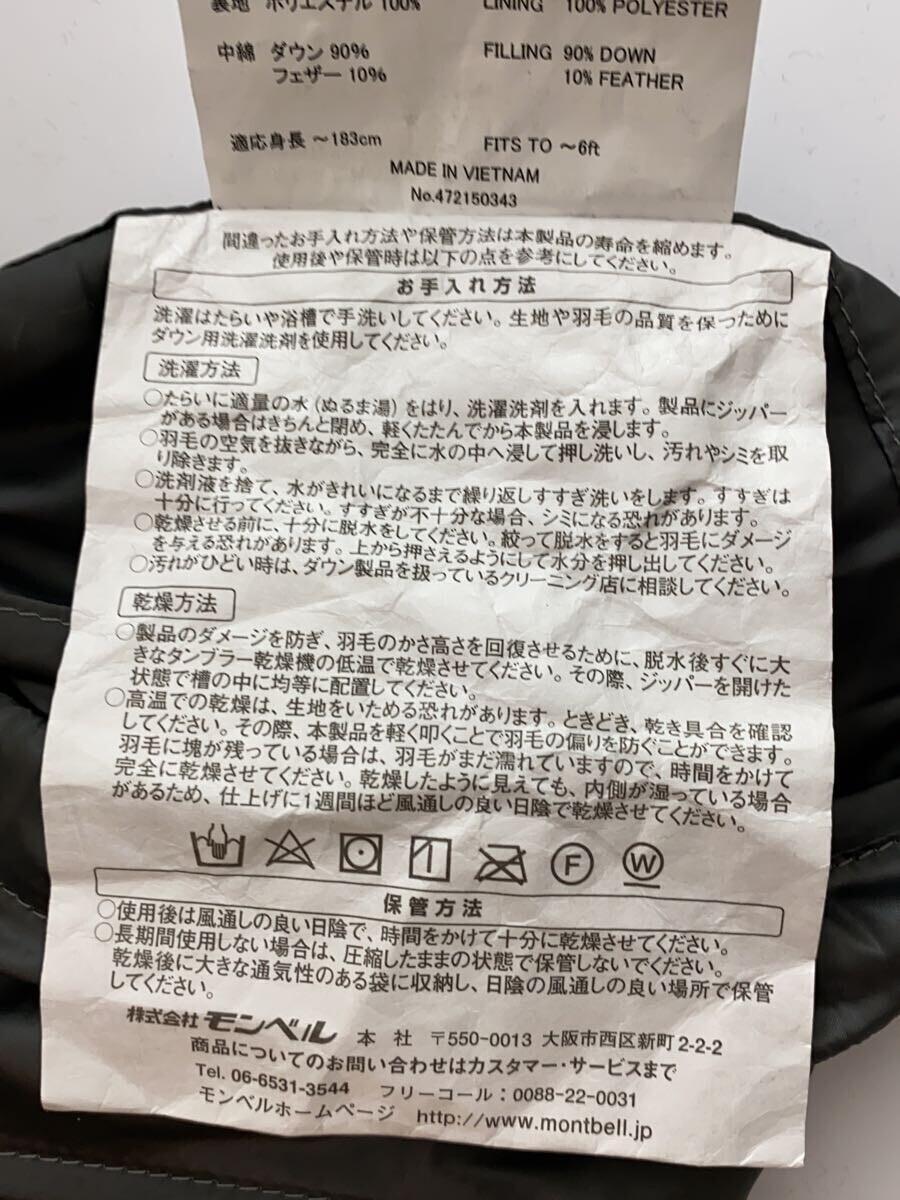 裏地 ポリエステル 100% LINING 100% POLYESTER
中綿 ダウン 90% FILLING 90% DOWN
フェザー 10% 10% FEATHER
適応身長 ～183cm FITS TO ～6ft
MADE IN VIETNAM
No.472150343
間違ったお手入れ方法や保管方法は本製品の寿命を縮めます。
使用後や保管時は以下の点を参考にしてください。
お手入れ方法
洗濯はたらいや浴槽で手洗いしてください。生地や羽毛の品質を保つために
ダウン用洗濯洗剤を使用してください。
洗濯方法
○たらいに適量の水（ぬるま湯）をはり、洗濯洗剤を入れます。製品にジッパー
がある場合はきちんと閉め、軽くたたんでから本製品を浸します。
○羽毛の空気を抜きながら、完全に水の中へ浸して押し洗いし、汚れやシミを取
り除きます。
○洗剤液を捨て、水がきれいになるまで繰り返しすすぎ洗いをします。すすぎは
十分に行ってください。すすぎが不十分な場合、シミになる恐れがあります。
○乾燥させる前に、十分に脱水をしてください。絞って脱水をすると羽毛にダメージ
を与える恐れがあります。上から押さえるようにして水分を押し出してください。
○汚れがひどい時は、ダウン製品を扱っているクリーニング店に相談してください。
乾燥方法
○製品のダメージを防ぎ、羽毛のかさ高さを回復させるために、脱水後すぐに大
きなタンブラー乾燥機の低温で乾燥させてください。その際、ジッパーを開けた
状態で槽の中に均等に配置してください。
○高温での乾燥は、生地をいためる恐れがあります。ときどき、乾き具合を確認
してください。その際、本製品を軽く叩くことで羽毛の偏りを防ぐことができます。
羽毛に塊が残っている場合は、羽毛がまだ濡れていますので、時間をかけて
完全に乾燥させてください。乾燥したように見えても、内側が湿っている場合
があるため、仕上げに1週間ほど風通しの良い日陰で乾燥させてください。
F W
保管方法
○使用後は風通しの良い日陰で、時間をかけて十分に乾燥させてください。
○長期間使用しない場合は、圧縮したままの状態で保管しないでください。
乾燥後に大きな通気性のある袋に収納し、日陰の風通しの良い場所で保管
してください。
株式会社 モンベル 本 社 〒550-0013 大阪市西区新町2-2-2
商品についてのお問い合わせはカスタマー・サービスまで
Tel. 06-6531-3544 フリーコール：0088-22-0031
モンベルホームページ http://www.montbell.jp